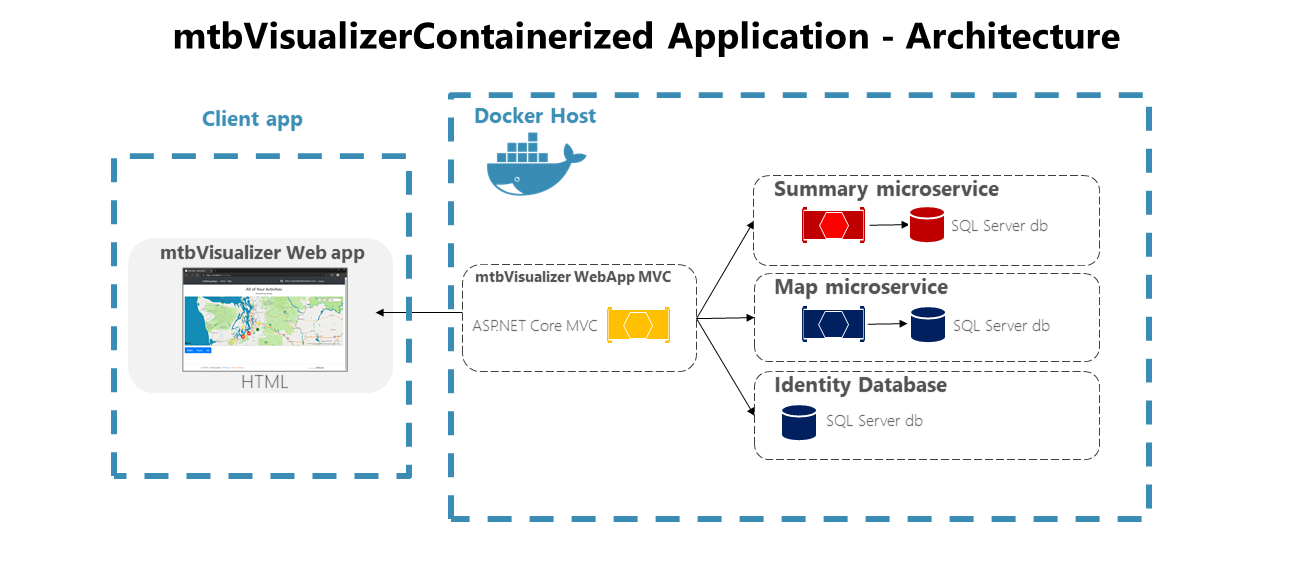 mtbVisualizerContainerized Application - Architecture
Client app
mtbVisualizer Web app
All of Your Activities
HTML
Docker Host
mtbVisualizer WebApp MVC
ASP.NET Core MVC
Summary microservice
SQL Server db
Map microservice
SQL Server db
Identity Database
SQL Server db